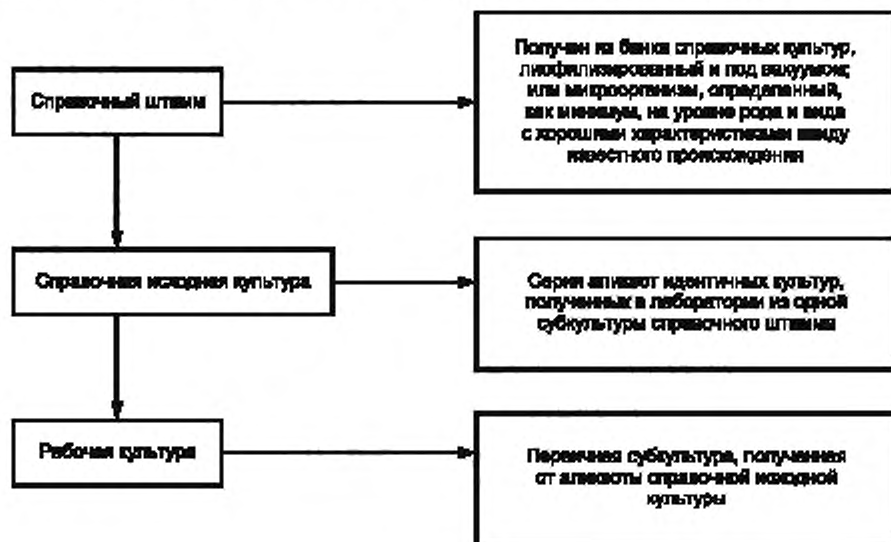 Справочный штамм
Получен из банка справочных культур,
лиофилизированный и под вакуумом;
или микроорганизм, определенный,
как минимум, на уровне рода и вида
с хорошими характеристиками ввиду
известного происхождения
Справочная исходная культура
Серия аликвот идентичных культур,
полученных в лаборатории из одной
субкультуры справочного штамма
Рабочая культура
Первичная субкультура, полученная
от аликвоты справочной исходной
культуры